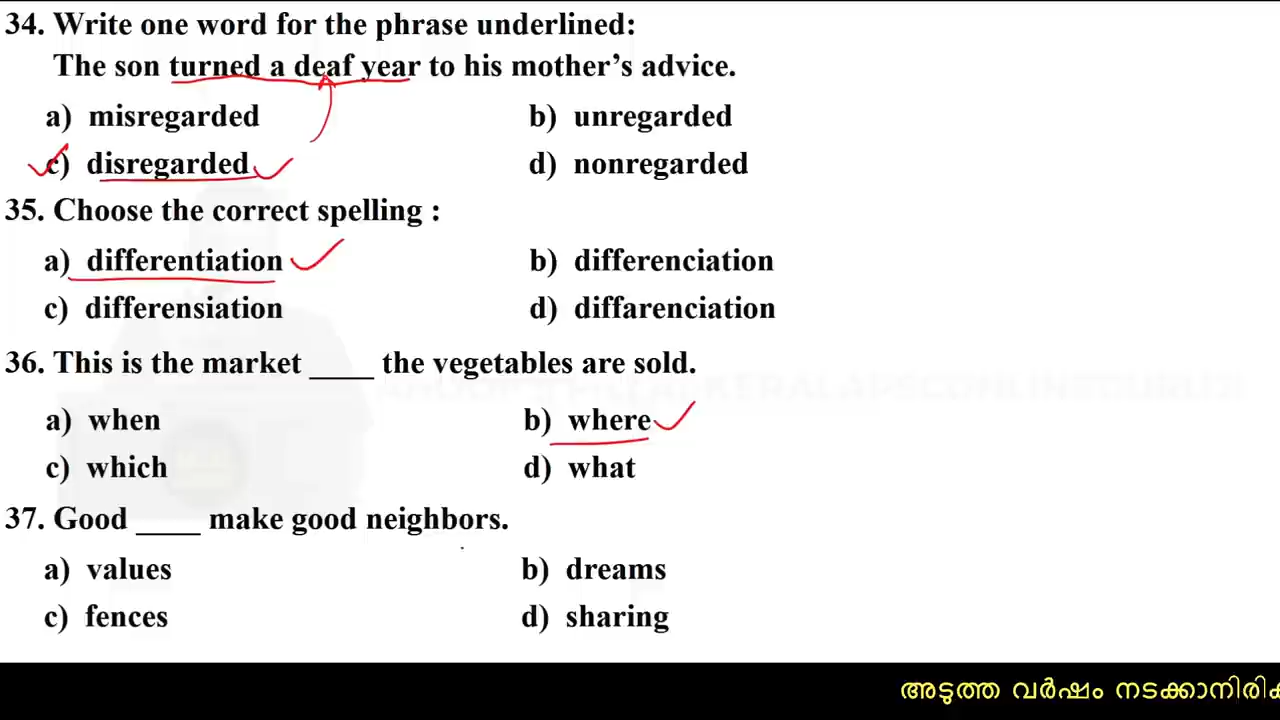 34. Write one word for the phrase underlined:
The son turned a deaf year to his mother’s advice.
a) misregarded b) unregarded
c) disregarded d) nonregarded
35. Choose the correct spelling :
a) differentiation b) differenciation
c) differensiation d) diffarenciation
36. This is the market ____ the vegetables are sold.
a) when b) where
c) which d) what
37. Good ____ make good neighbors.
a) values b) dreams
c) fences d) sharing
അടുത്ത വർഷം